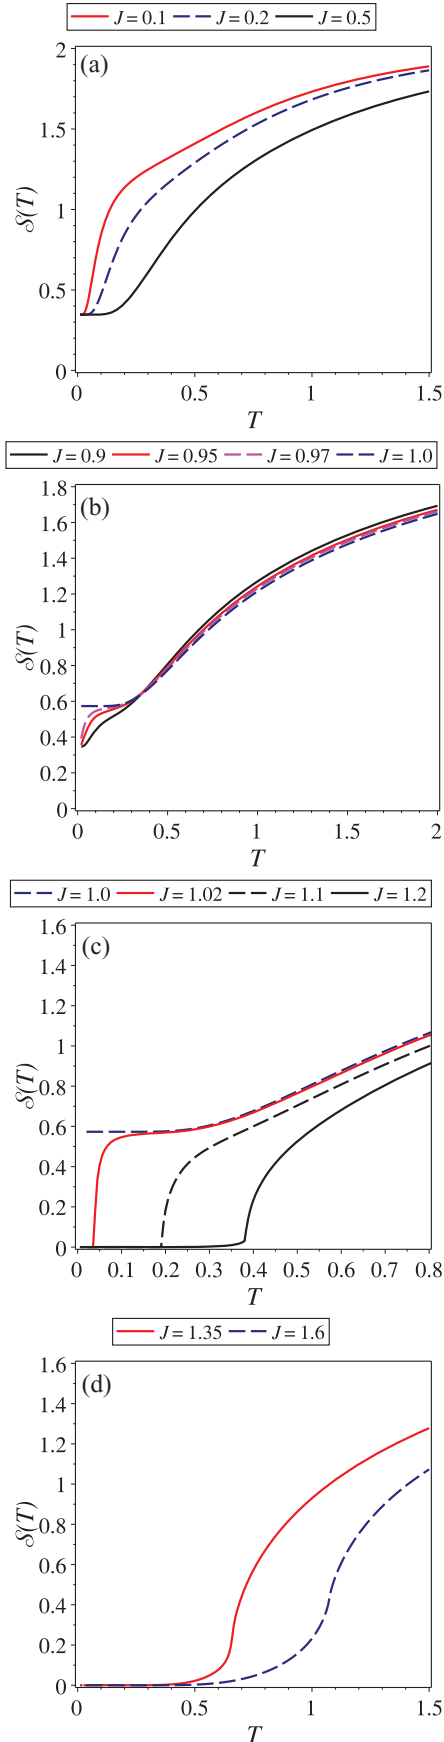 J = 0.1 J = 0.2 J = 0.5
(a)
2
1.5
1
0.5
0
𝒮(T)
0 0.5 1 1.5
T
J = 0.9 J = 0.95 J = 0.97 J = 1.0
(b)
1.8
1.6
1.4
1.2
1
0.8
0.6
0.4
0.2
0
𝒮(T)
0.5 1 1.5 2
T
J = 1.0 J = 1.02 J = 1.1 J = 1.2
(c)
1.6
1.4
1.2
1
0.8
0.6
0.4
0.2
0
𝒮(T)
0 0.1 0.2 0.3 0.4 0.5 0.6 0.7 0.8
T
J = 1.35 J = 1.6
(d)
1.6
1.4
1.2
1
0.8
0.6
0.4
0.2
0
𝒮(T)
0 0.5 1 1.5
T